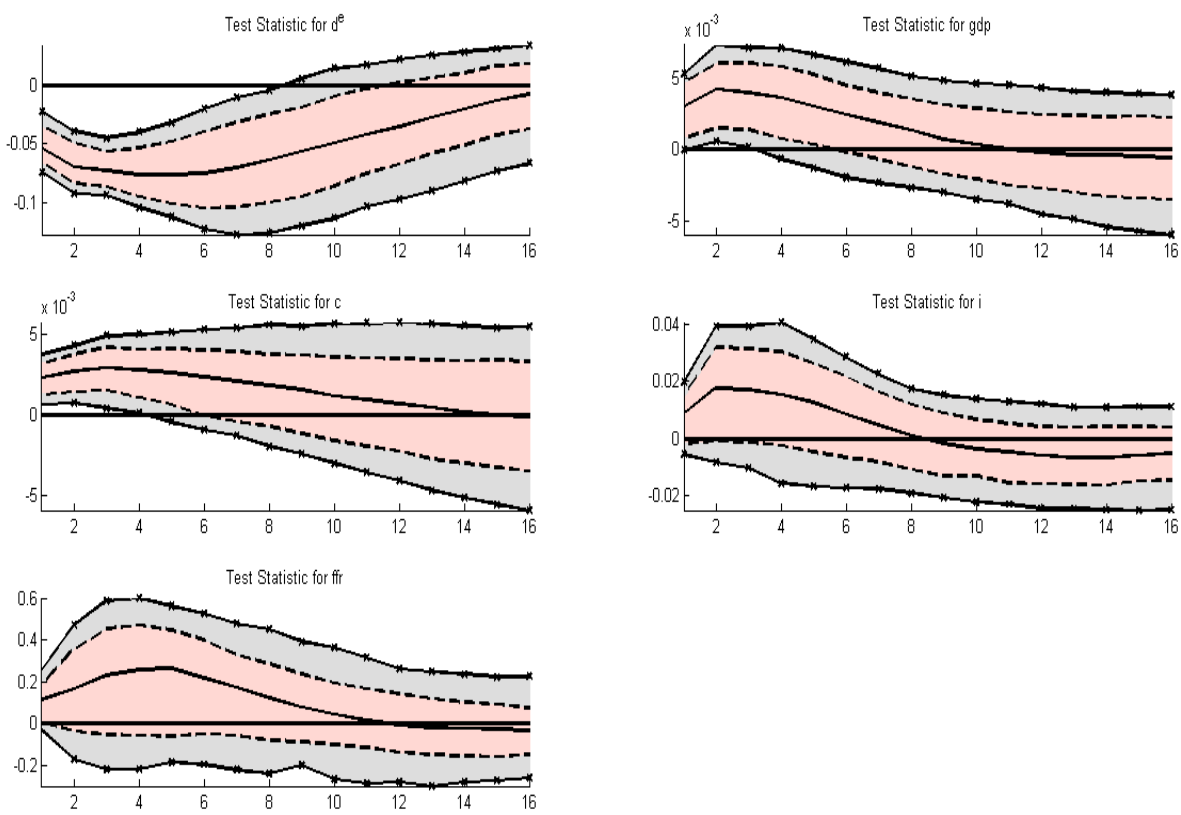 Test Statistic for dᵉ
0
-0.05
-0.1
2 4 6 8 10 12 14 16
Test Statistic for gdp
x 10⁻³
5
0
-5
2 4 6 8 10 12 14 16
Test Statistic for c
x 10⁻³
5
0
-5
2 4 6 8 10 12 14 16
Test Statistic for i
0.04
0.02
0
-0.02
2 4 6 8 10 12 14 16
Test Statistic for ffr
0.6
0.4
0.2
0
-0.2
2 4 6 8 10 12 14 16